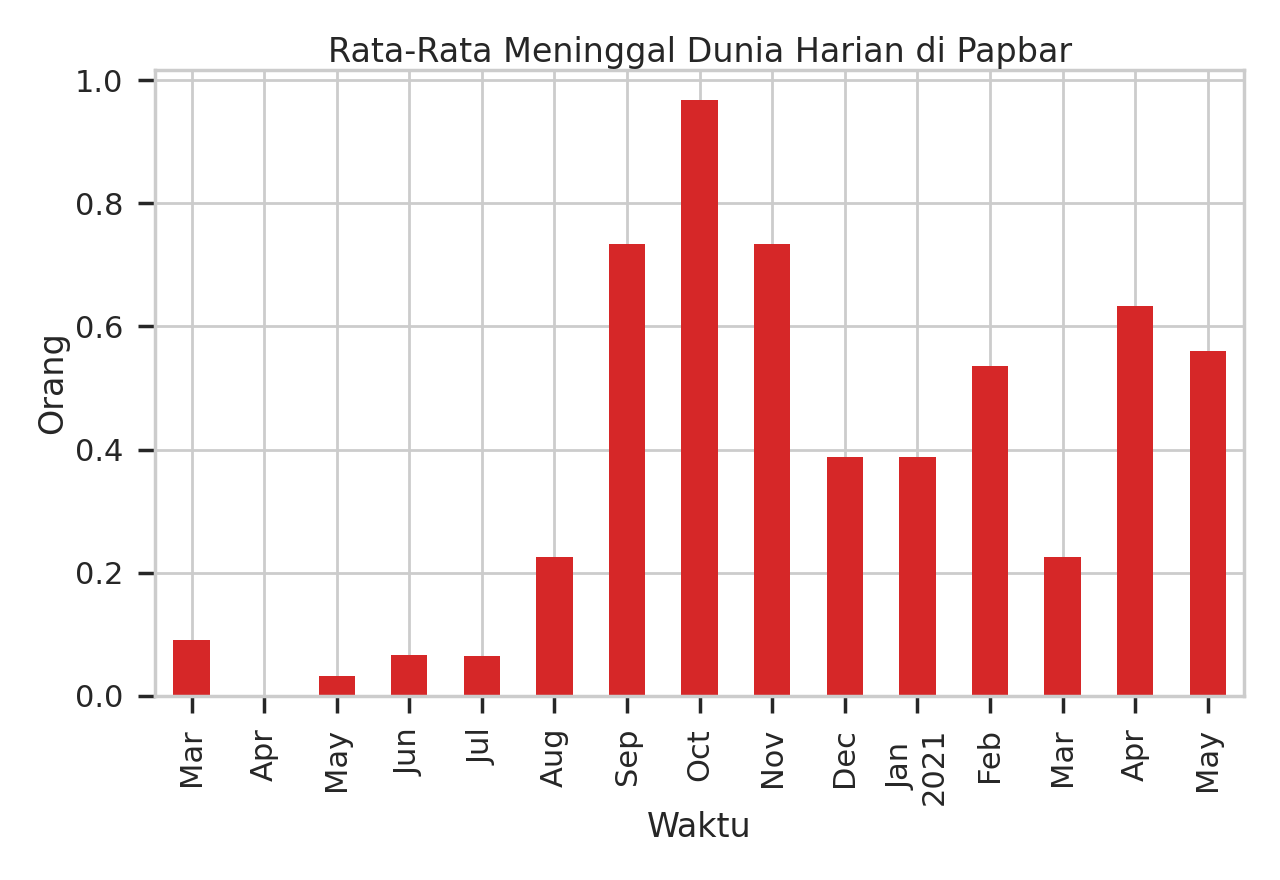 Rata-Rata Meninggal Dunia Harian di Papbar
Orang
1.0
0.8
0.6
0.4
0.2
0.0
Mar
Apr
May
Jun
Jul
Aug
Sep
Oct
Nov
Dec
Jan
2021
Feb
Mar
Apr
May
Waktu